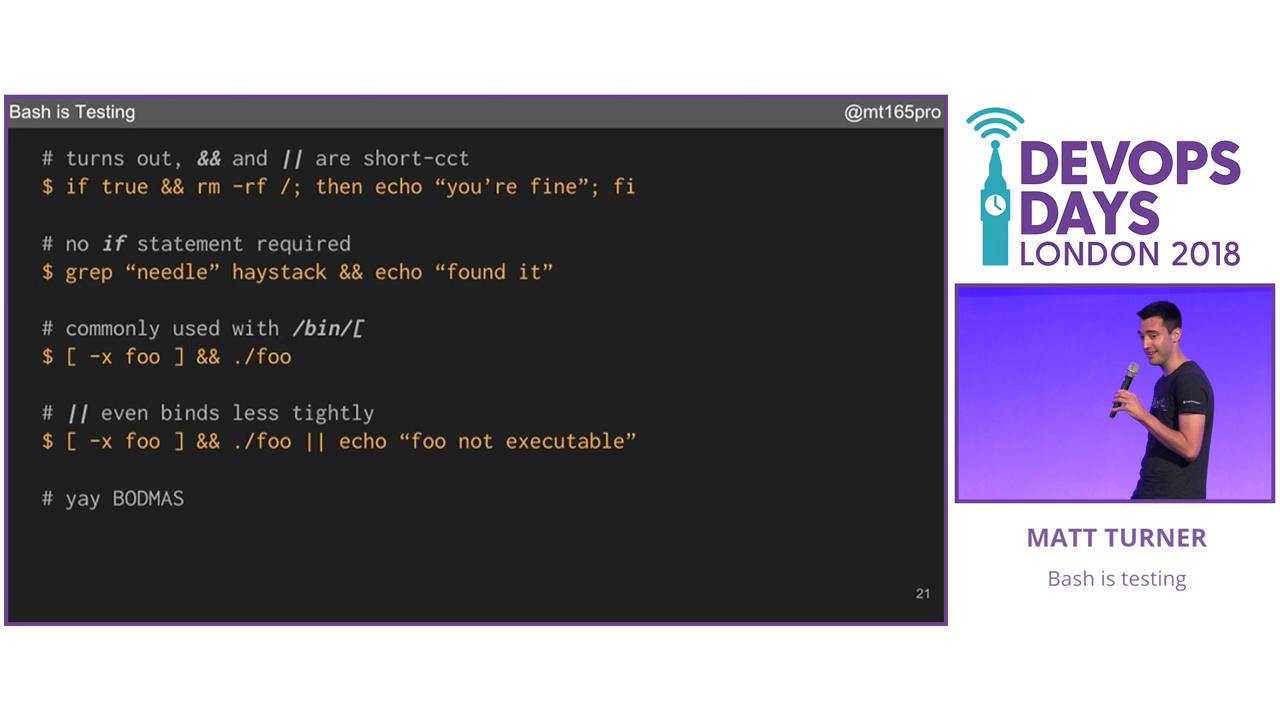 Bash is Testing
@mt165pro
# turns out, && and || are short-cct
$ if true && rm -rf /; then echo “you’re fine”; fi
# no if statement required
$ grep “needle” haystack && echo “found it”
# commonly used with /bin/[
$ [ -x foo ] && ./foo
# || even binds less tightly
$ [ -x foo ] && ./foo || echo “foo not executable”
# yay BODMAS
21
DEVOPS
DAYS
LONDON 2018
MATT TURNER
Bash is testing